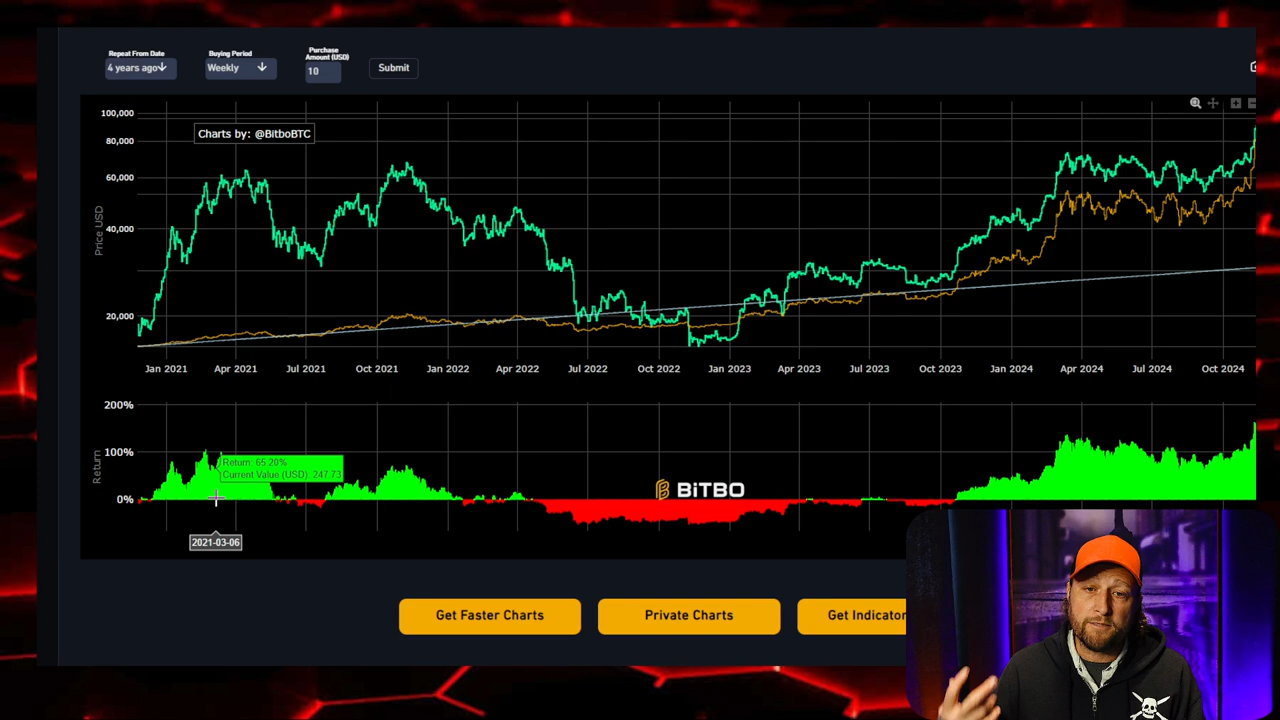 Repeat From Date
Buying Period
Purchase
Amount (USD)
4 years ago
Weekly
10
Submit
Charts by: @BitboBTC
100,000
80,000
60,000
40,000
20,000
Price USD
Jan 2021
Apr 2021
Jul 2021
Oct 2021
Jan 2022
Apr 2022
Jul 2022
Oct 2022
Jan 2023
Apr 2023
Jul 2023
Oct 2023
Jan 2024
Apr 2024
Jul 2024
Oct 2024
200%
100%
0%
Return
Return: 65.20%
Current Value (USD): 247.73
BiTBO
2021-03-06
Get Faster Charts
Private Charts
Get Indicator